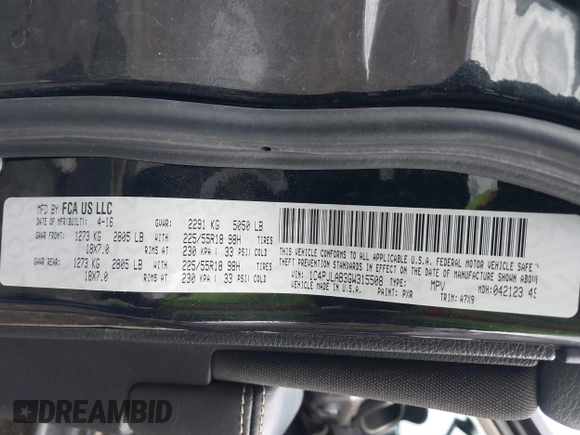 MFD BY FCA US LLC
DATE OF MFR(BUILT): 4-16 GVWR: 2291 KG 5050 LB
GAWR FRONT: 1273 KG 2805 LB WITH 225/55R18 98H TIRES
18X7.0 RIMS AT 230 KPA( 33 PSI) COLD
GAWR REAR: 1273 KG 2805 LB WITH 225/55R18 98H TIRES
18X7.0 RIMS AT 230 KPA( 33 PSI) COLD
THIS VEHICLE CONFORMS TO ALL APPLICABLE U.S.A. FEDERAL MOTOR VEHICLE SAFETY
THEFT PREVENTION STANDARDS IN EFFECT ON THE DATE OF MANUFACTURE SHOWN ABOVE
VIN: TYPE: MPV MDH:042123 49
VEHICLE MADE IN U.S.A. PAINT: PXR TRIM: A7X9
DREAMBID